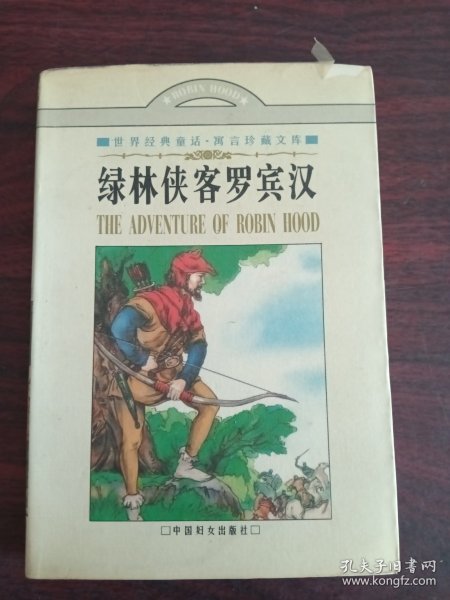 ★ROBIN HOOD★
世界经典童话·寓言珍藏文库
绿林侠客罗宾汉
THE ADVENTURE OF ROBIN HOOD
中国妇女出版社
孔夫子旧书网
www.kongfz.com